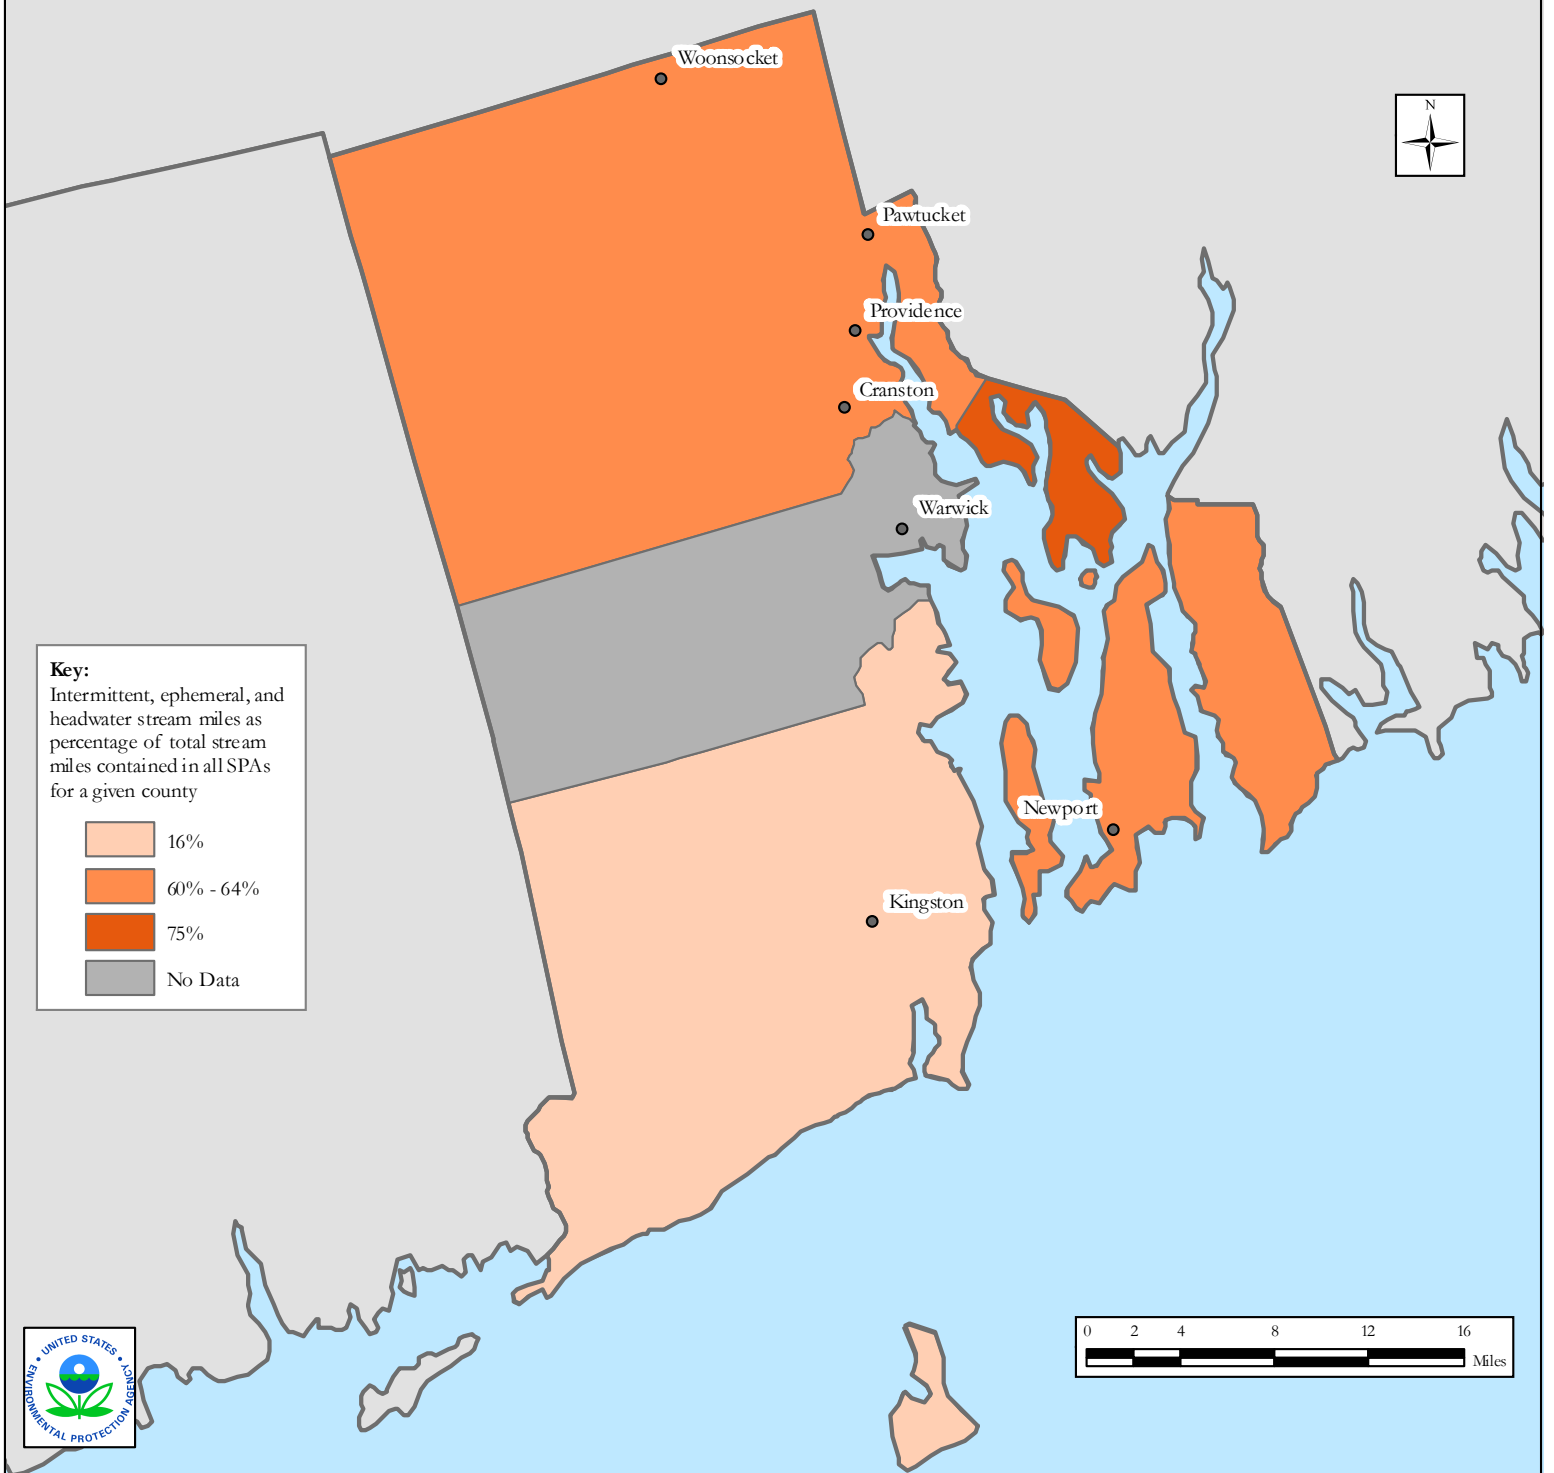 Woonsocket
N
Pawtucket
Providence
Cranston
Warwick
Key:
Intermittent, ephemeral, and
headwater stream miles as
percentage of total stream
miles contained in all SPAs
for a given county
16%
60% - 64%
75%
No Data
Newport
Kingston
0 2 4 8 12 16
Miles
UNITED STATES
ENVIRONMENTAL PROTECTION AGENCY